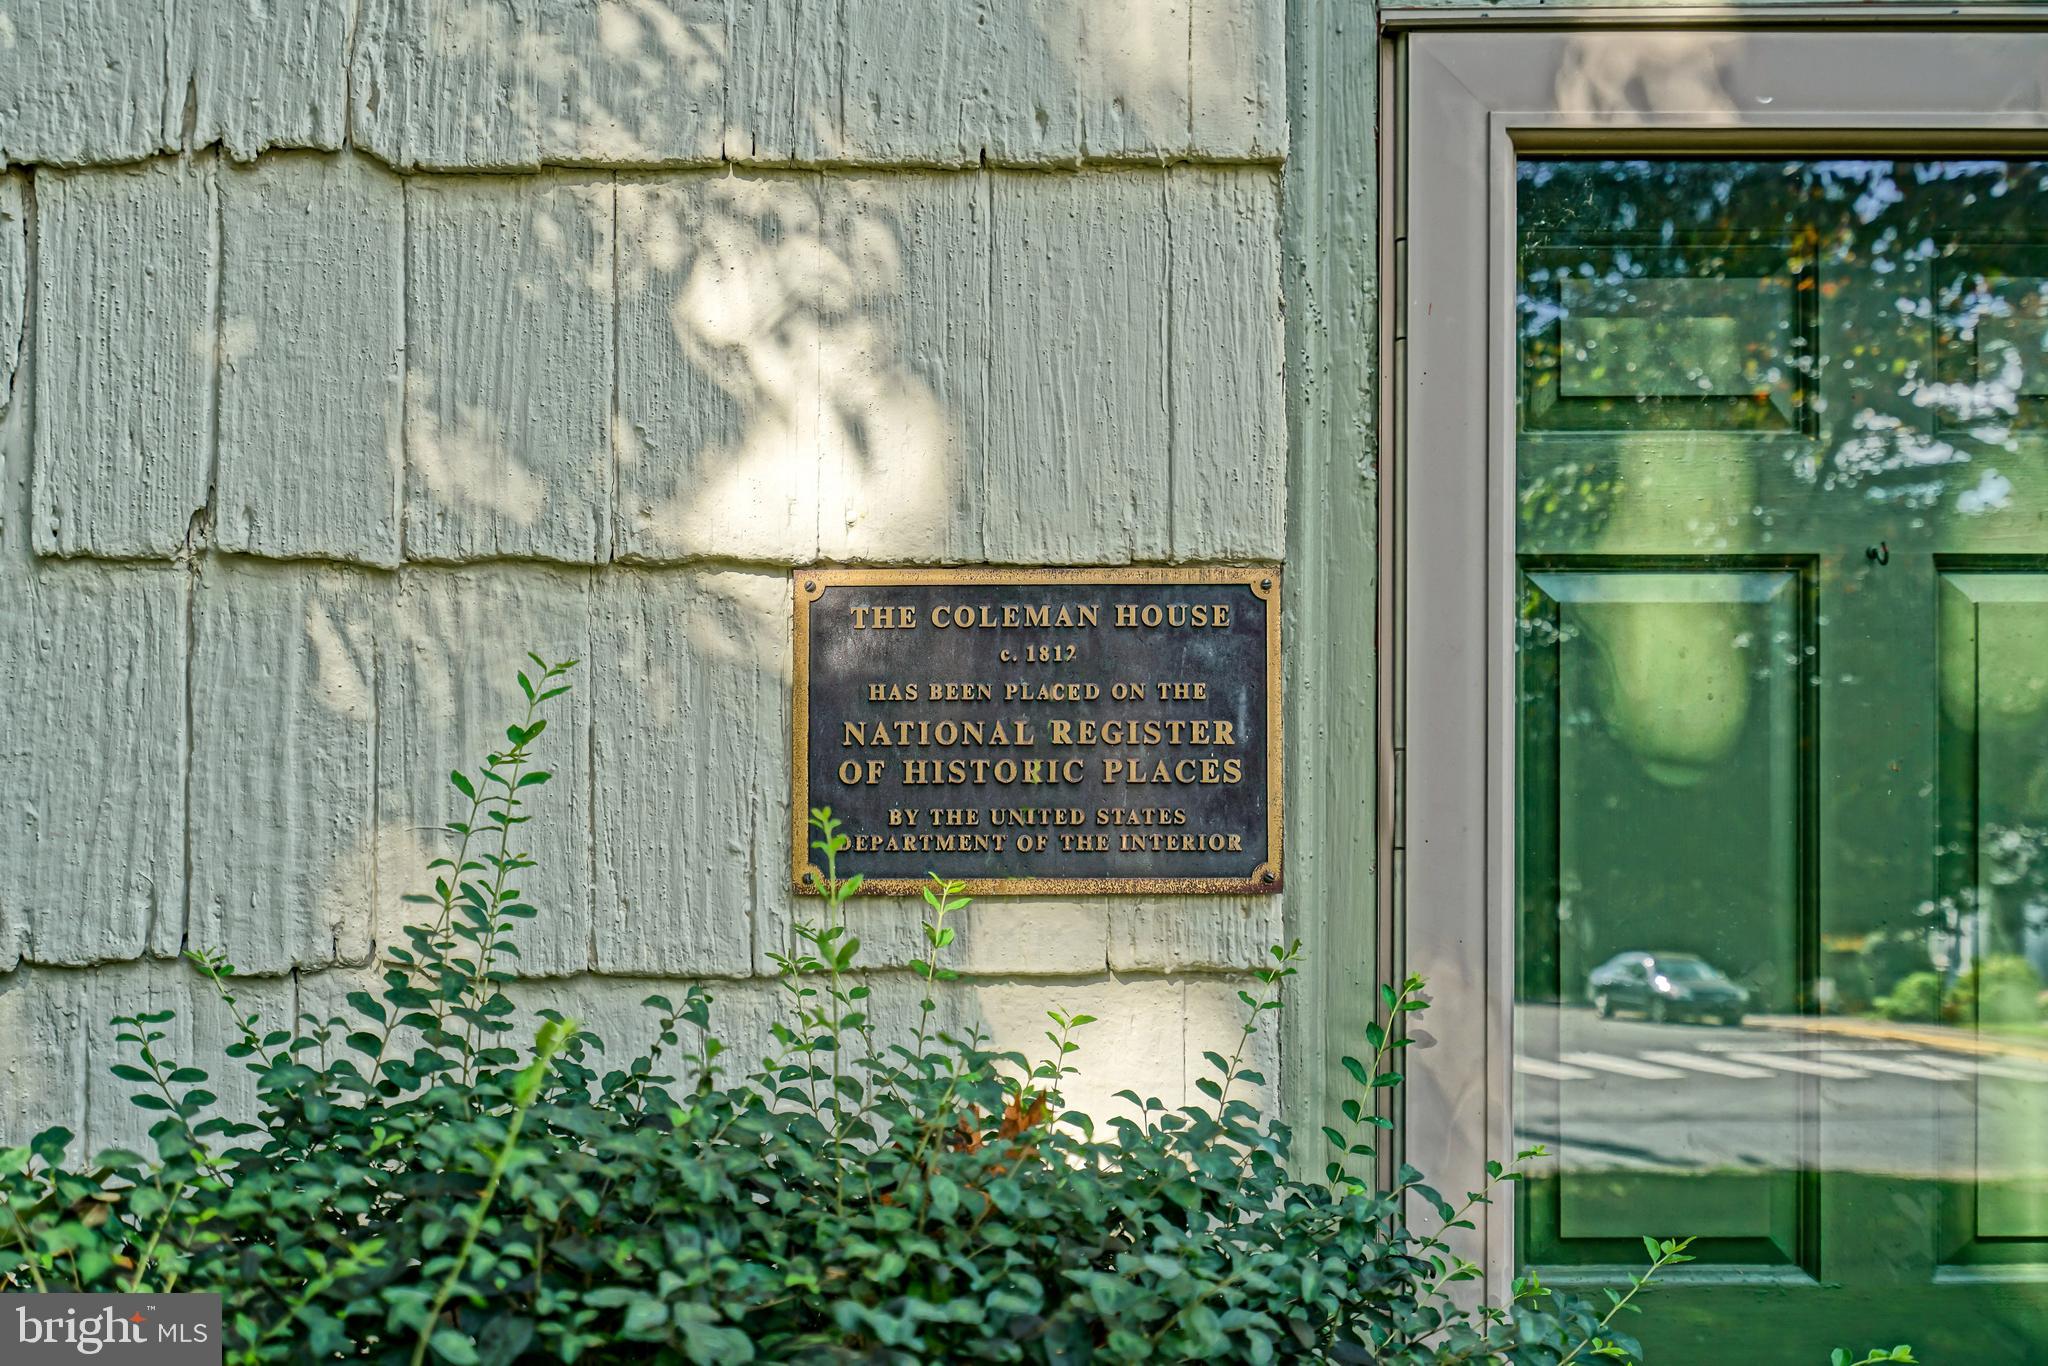 THE COLEMAN HOUSE
c. 1812
HAS BEEN PLACED ON THE
NATIONAL REGISTER
OF HISTORIC PLACES
BY THE UNITED STATES
DEPARTMENT OF THE INTERIOR
bright™ MLS